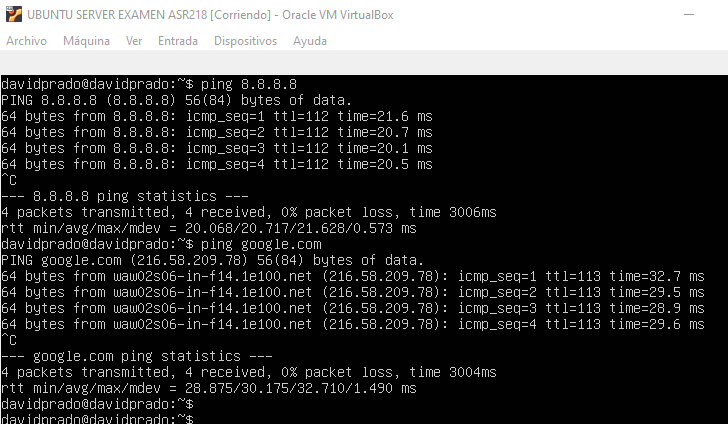 UBUNTU SERVER EXAMEN ASR218 [Corriendo] - Oracle VM VirtualBox
Archivo Máquina Ver Entrada Dispositivos Ayuda
davidprado@davidprado:~$ ping 8.8.8.8
PING 8.8.8.8 (8.8.8.8) 56(84) bytes of data.
64 bytes from 8.8.8.8: icmp_seq=1 ttl=112 time=21.6 ms
64 bytes from 8.8.8.8: icmp_seq=2 ttl=112 time=20.7 ms
64 bytes from 8.8.8.8: icmp_seq=3 ttl=112 time=20.1 ms
64 bytes from 8.8.8.8: icmp_seq=4 ttl=112 time=20.5 ms
^C
--- 8.8.8.8 ping statistics ---
4 packets transmitted, 4 received, 0% packet loss, time 3006ms
rtt min/avg/max/mdev = 20.068/20.717/21.628/0.573 ms
davidprado@davidprado:~$ ping google.com
PING google.com (216.58.209.78) 56(84) bytes of data.
64 bytes from waw02s06-in-f14.1e100.net (216.58.209.78): icmp_seq=1 ttl=113 time=32.7 ms
64 bytes from waw02s06-in-f14.1e100.net (216.58.209.78): icmp_seq=2 ttl=113 time=29.5 ms
64 bytes from waw02s06-in-f14.1e100.net (216.58.209.78): icmp_seq=3 ttl=113 time=28.9 ms
64 bytes from waw02s06-in-f14.1e100.net (216.58.209.78): icmp_seq=4 ttl=113 time=29.6 ms
^C
--- google.com ping statistics ---
4 packets transmitted, 4 received, 0% packet loss, time 3004ms
rtt min/avg/max/mdev = 28.875/30.175/32.710/1.490 ms
davidprado@davidprado:~$
davidprado@davidprado:~$